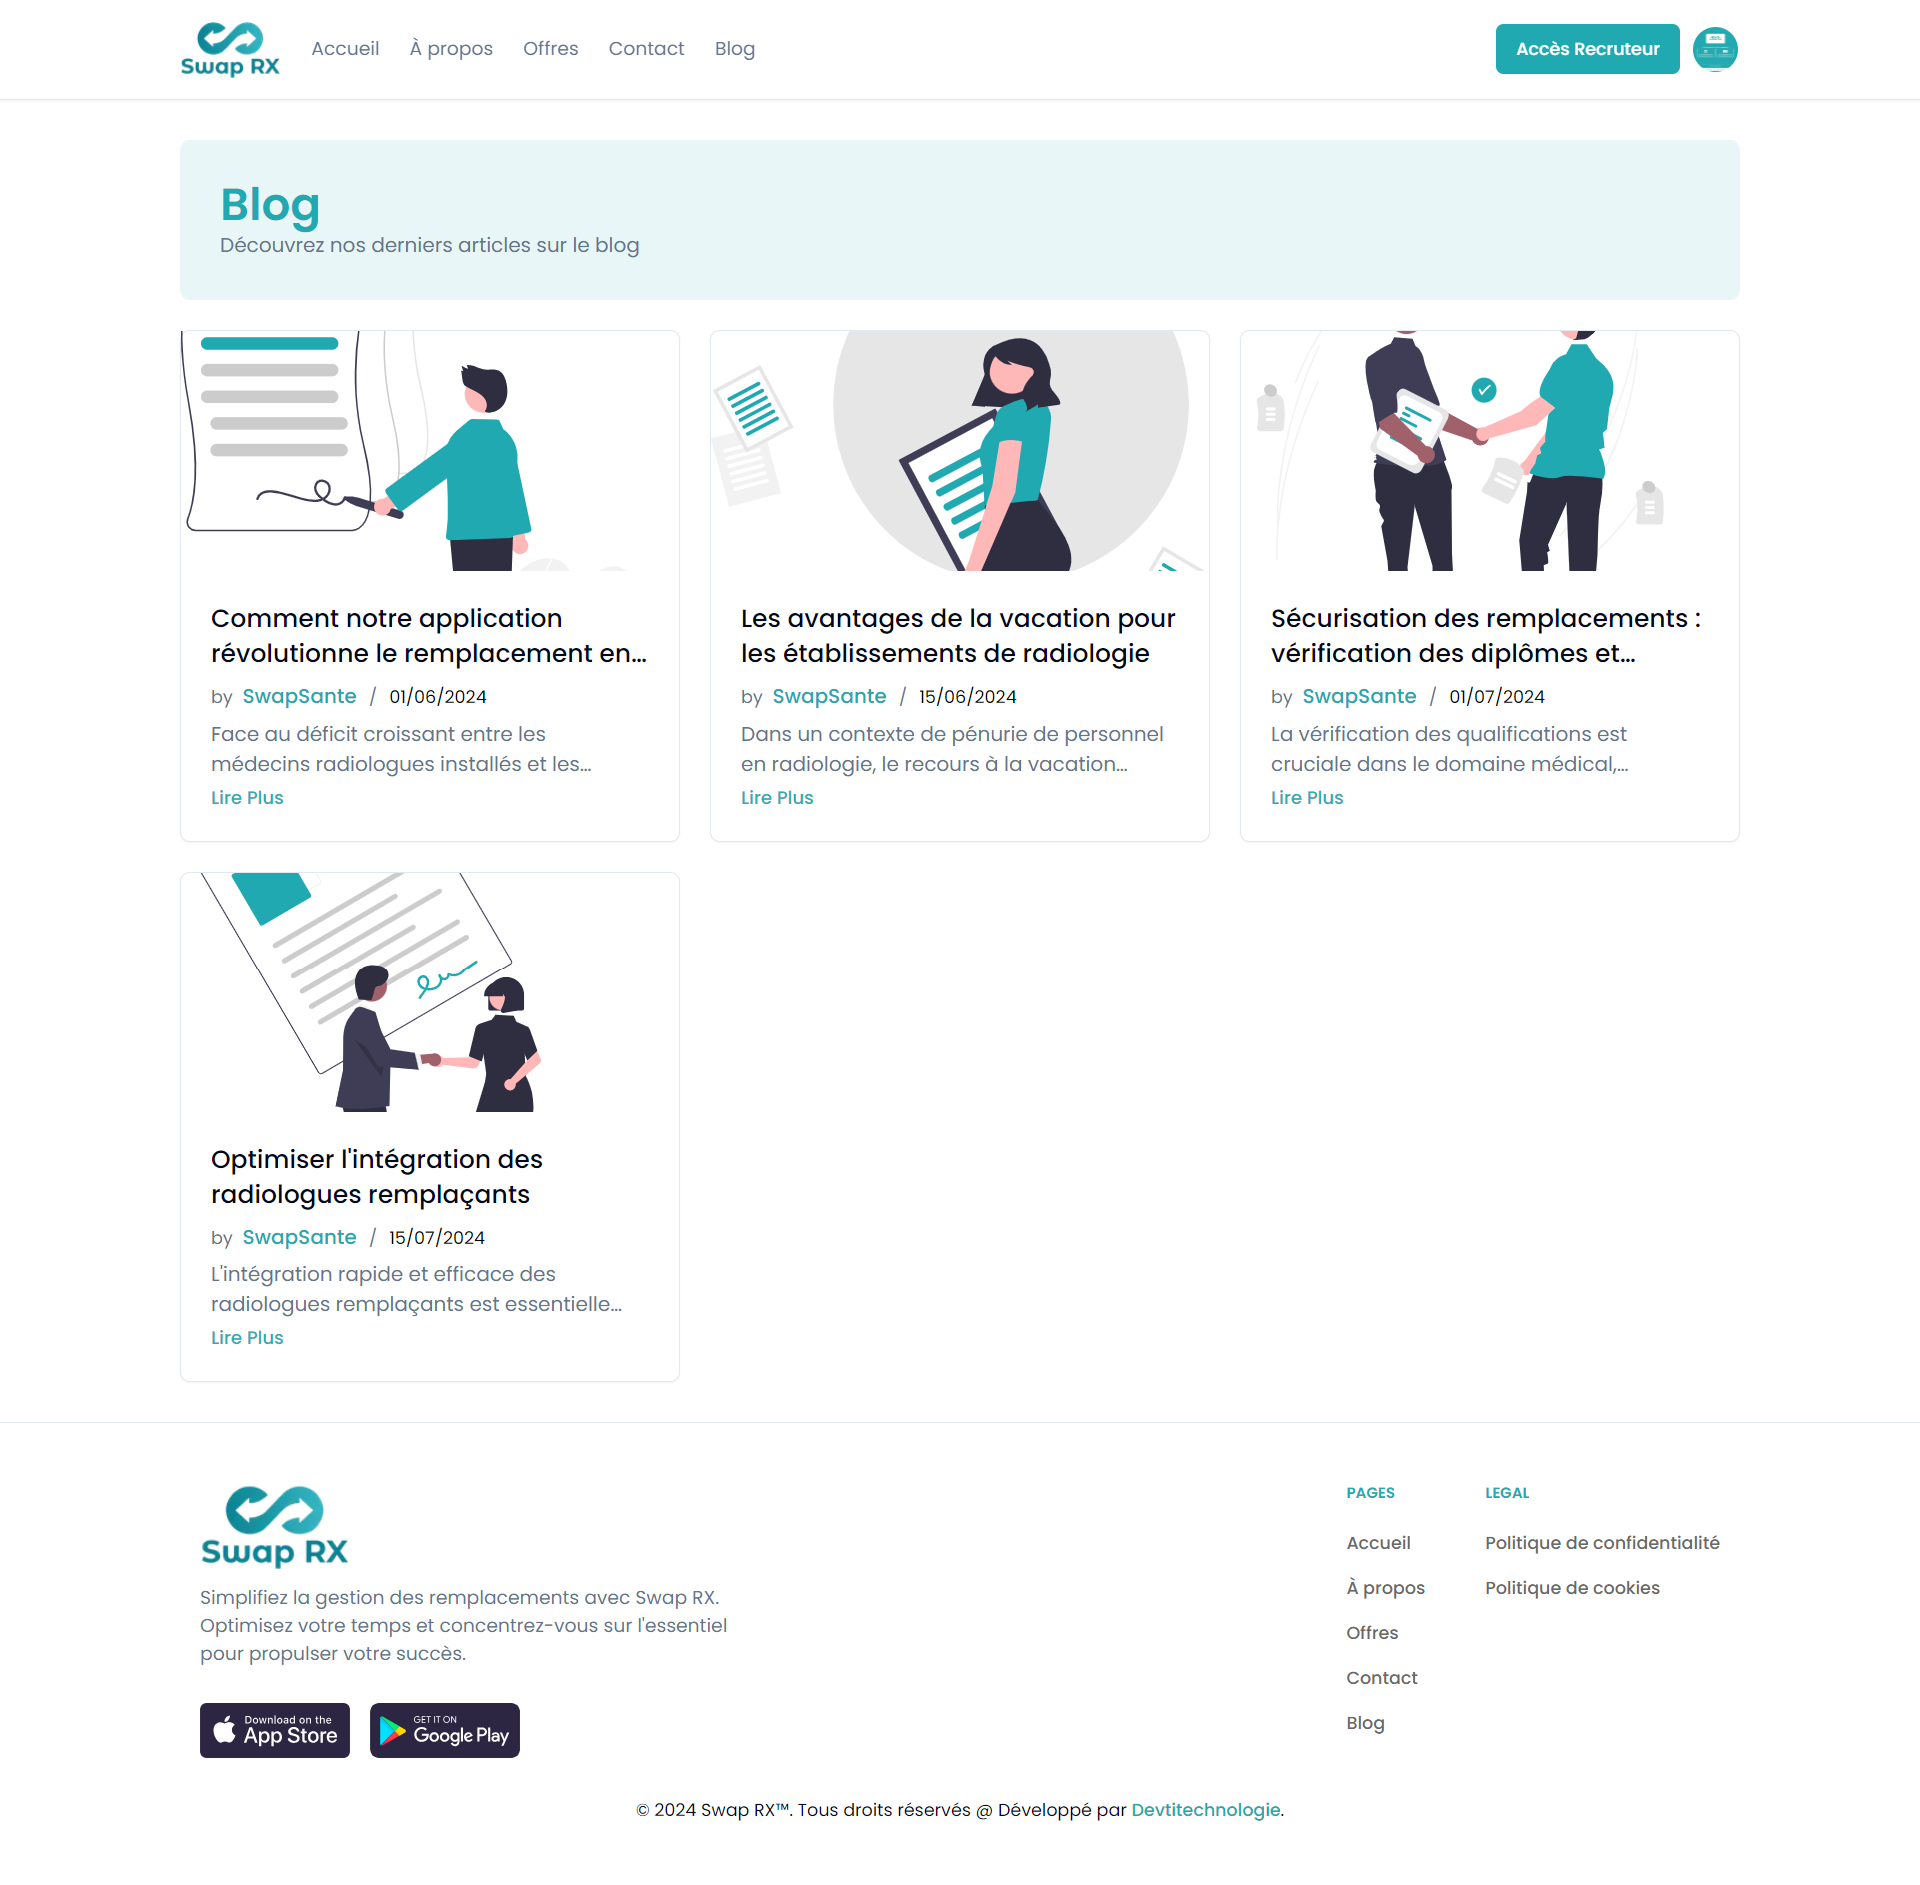 Swap RX
Accueil
À propos
Offres
Contact
Blog
Accès Recruteur
Blog
Découvrez nos derniers articles sur le blog
Comment notre application
révolutionne le remplacement en...
by SwapSante / 01/06/2024
Face au déficit croissant entre les
médecins radiologues installés et les...
Lire Plus
Les avantages de la vacation pour
les établissements de radiologie
by SwapSante / 15/06/2024
Dans un contexte de pénurie de personnel
en radiologie, le recours à la vacation...
Lire Plus
Sécurisation des remplacements :
vérification des diplômes et...
by SwapSante / 01/07/2024
La vérification des qualifications est
cruciale dans le domaine médical,...
Lire Plus
Optimiser l'intégration des
radiologues remplaçants
by SwapSante / 15/07/2024
L'intégration rapide et efficace des
radiologues remplaçants est essentielle...
Lire Plus
Swap RX
Simplifiez la gestion des remplacements avec Swap RX.
Optimisez votre temps et concentrez-vous sur l'essentiel
pour propulser votre succès.
Download on the
App Store
GET IT ON
Google Play
PAGES
Accueil
À propos
Offres
Contact
Blog
LEGAL
Politique de confidentialité
Politique de cookies
© 2024 Swap RX™. Tous droits réservés @ Développé par Devtitechnologie.